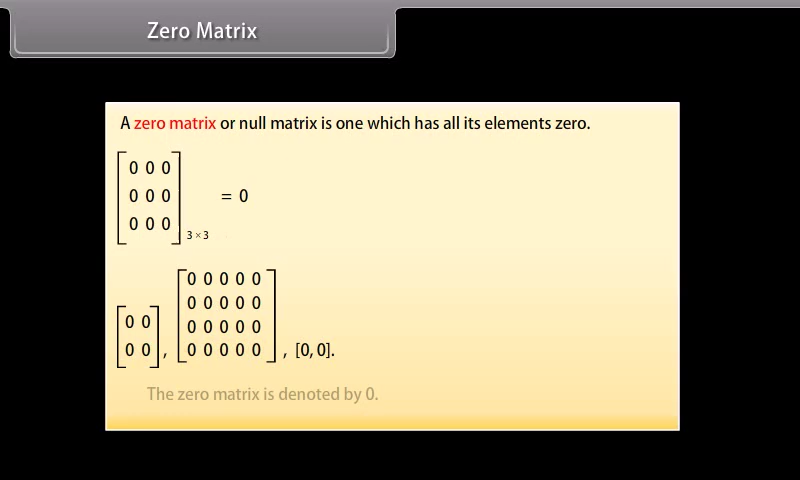 Zero Matrix
A zero matrix or null matrix is one which has all its elements zero.
0 0 0
0 0 0 = 0
0 0 0
3 × 3
0 0 0 0 0
0 0 0 0 0
0 0 0 0 0 0 0
0 0 , 0 0 0 0 0 , [0, 0].
The zero matrix is denoted by 0.